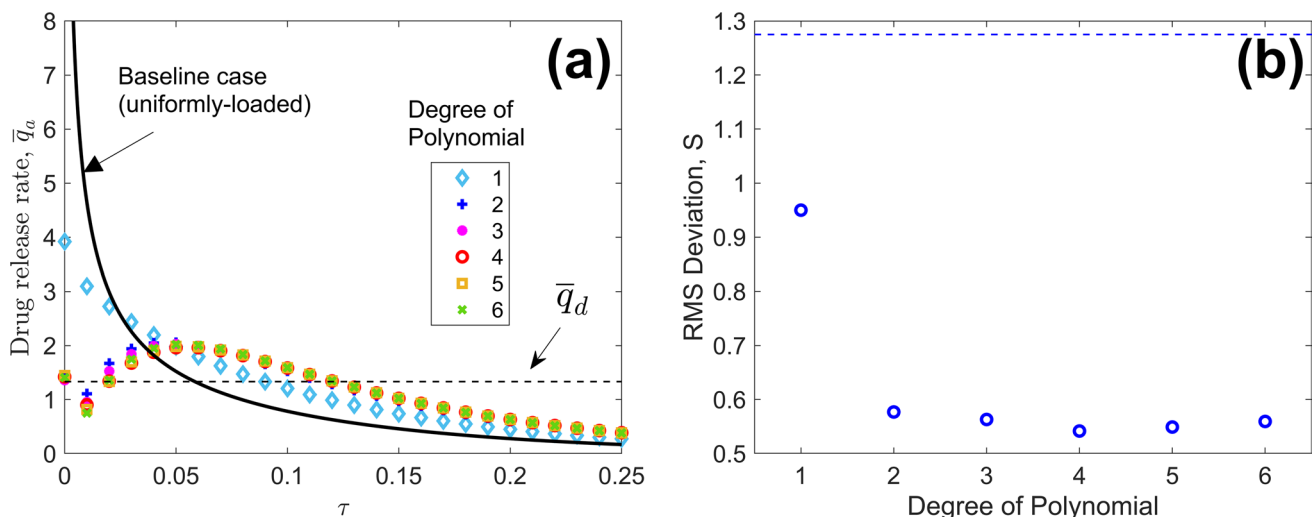 (a)
Baseline case
(uniformly-loaded)
Degree of
Polynomial
1
2
3
4
5
6
q̅_d
Drug release rate, q̅_a
8
7
6
5
4
3
2
1
0
0 0.05 0.1 0.15 0.2 0.25
τ
(b)
RMS Deviation, S
1.3
1.2
1.1
1
0.9
0.8
0.7
0.6
0.5
1 2 3 4 5 6
Degree of Polynomial